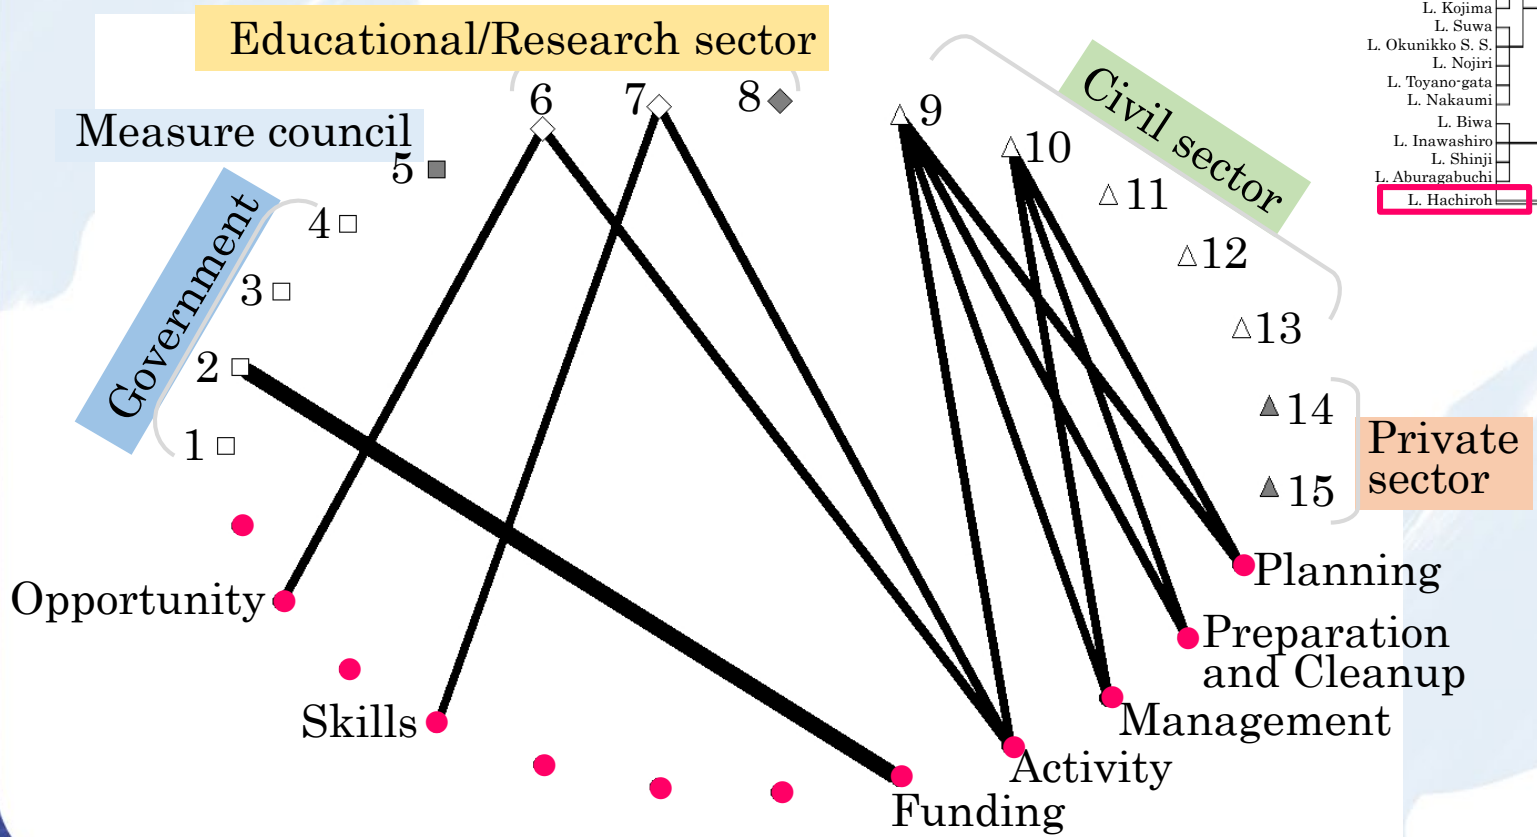 Educational/Research sector
Measure council
Government
Civil sector
Private
sector
1
2
3
4
5
6
7
8
9
10
11
12
13
14
15
Opportunity
Skills
Funding
Activity
Management
Preparation
and Cleanup
Planning
L. Kojima
L. Suwa
L. Okunikko S. S.
L. Nojiri
L. Toyano-gata
L. Nakaumi
L. Biwa
L. Inawashiro
L. Shinji
L. Aburagabuchi
L. Hachiroh